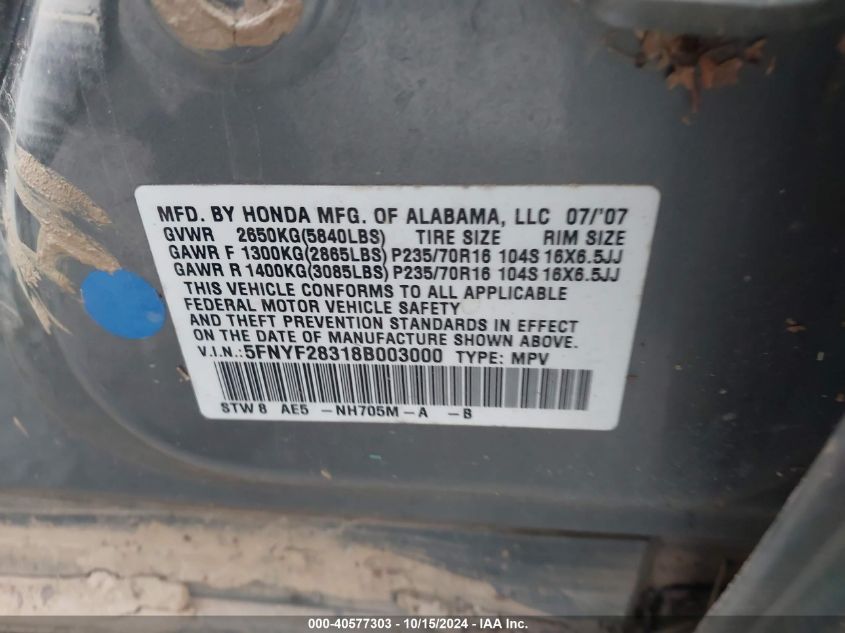 MFD. BY HONDA MFG. OF ALABAMA, LLC 07/'07
GVWR 2650KG(5840LBS) TIRE SIZE RIM SIZE
GAWR F 1300KG(2865LBS) P235/70R16 104S 16X6.5JJ
GAWR R 1400KG(3085LBS) P235/70R16 104S 16X6.5JJ
THIS VEHICLE CONFORMS TO ALL APPLICABLE
FEDERAL MOTOR VEHICLE SAFETY
AND THEFT PREVENTION STANDARDS IN EFFECT
ON THE DATE OF MANUFACTURE SHOWN ABOVE.
V.I.N.:5FNYF28318B003000 TYPE: MPV
STW8 AE5 -NH705M-A -B
000-40577303 - 10/15/2024 - IAA Inc.